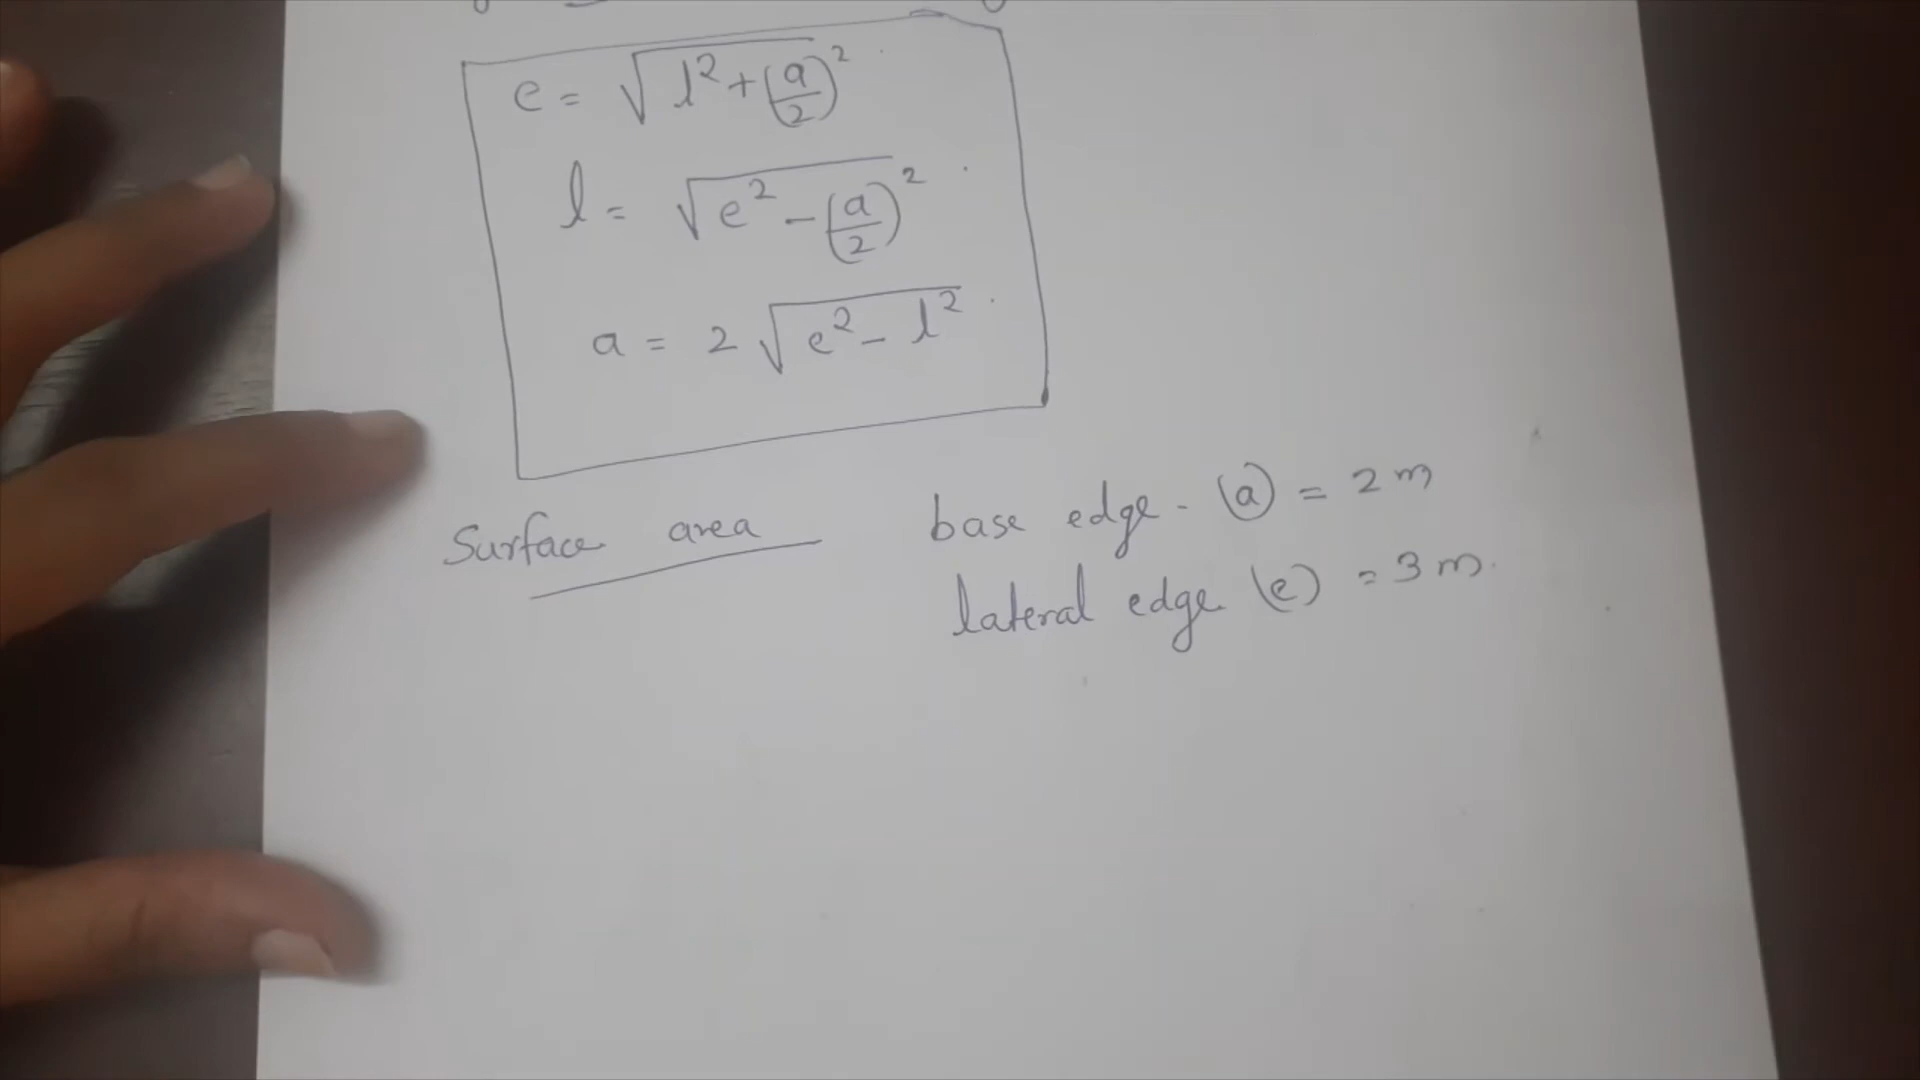 e = √l² + (a/2)²
l = √e² - (a/2)²
a = 2 √e² - l²
Surface area
base edge - (a) = 2 m
lateral edge (e) = 3 m.